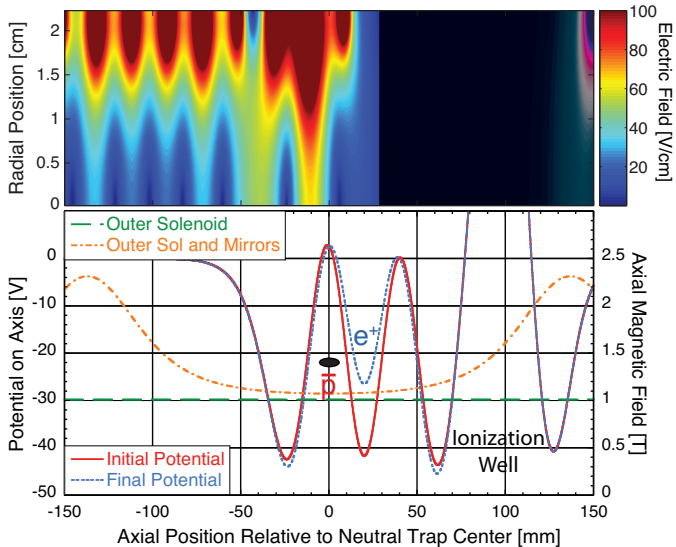 2
1.5
1
0.5
0
Radial Position [cm]
100
80
60
40
20
Electric Field [V/cm]
Outer Solenoid
Outer Sol and Mirrors
0
-10
-20
-30
-40
-50
Potential on Axis [V]
e+
p̅
Ionization
Well
Initial Potential
Final Potential
2.5
2
1.5
1
0.5
0
Axial Magnetic Field [T]
-150 -100 -50 0 50 100 150
Axial Position Relative to Neutral Trap Center [mm]